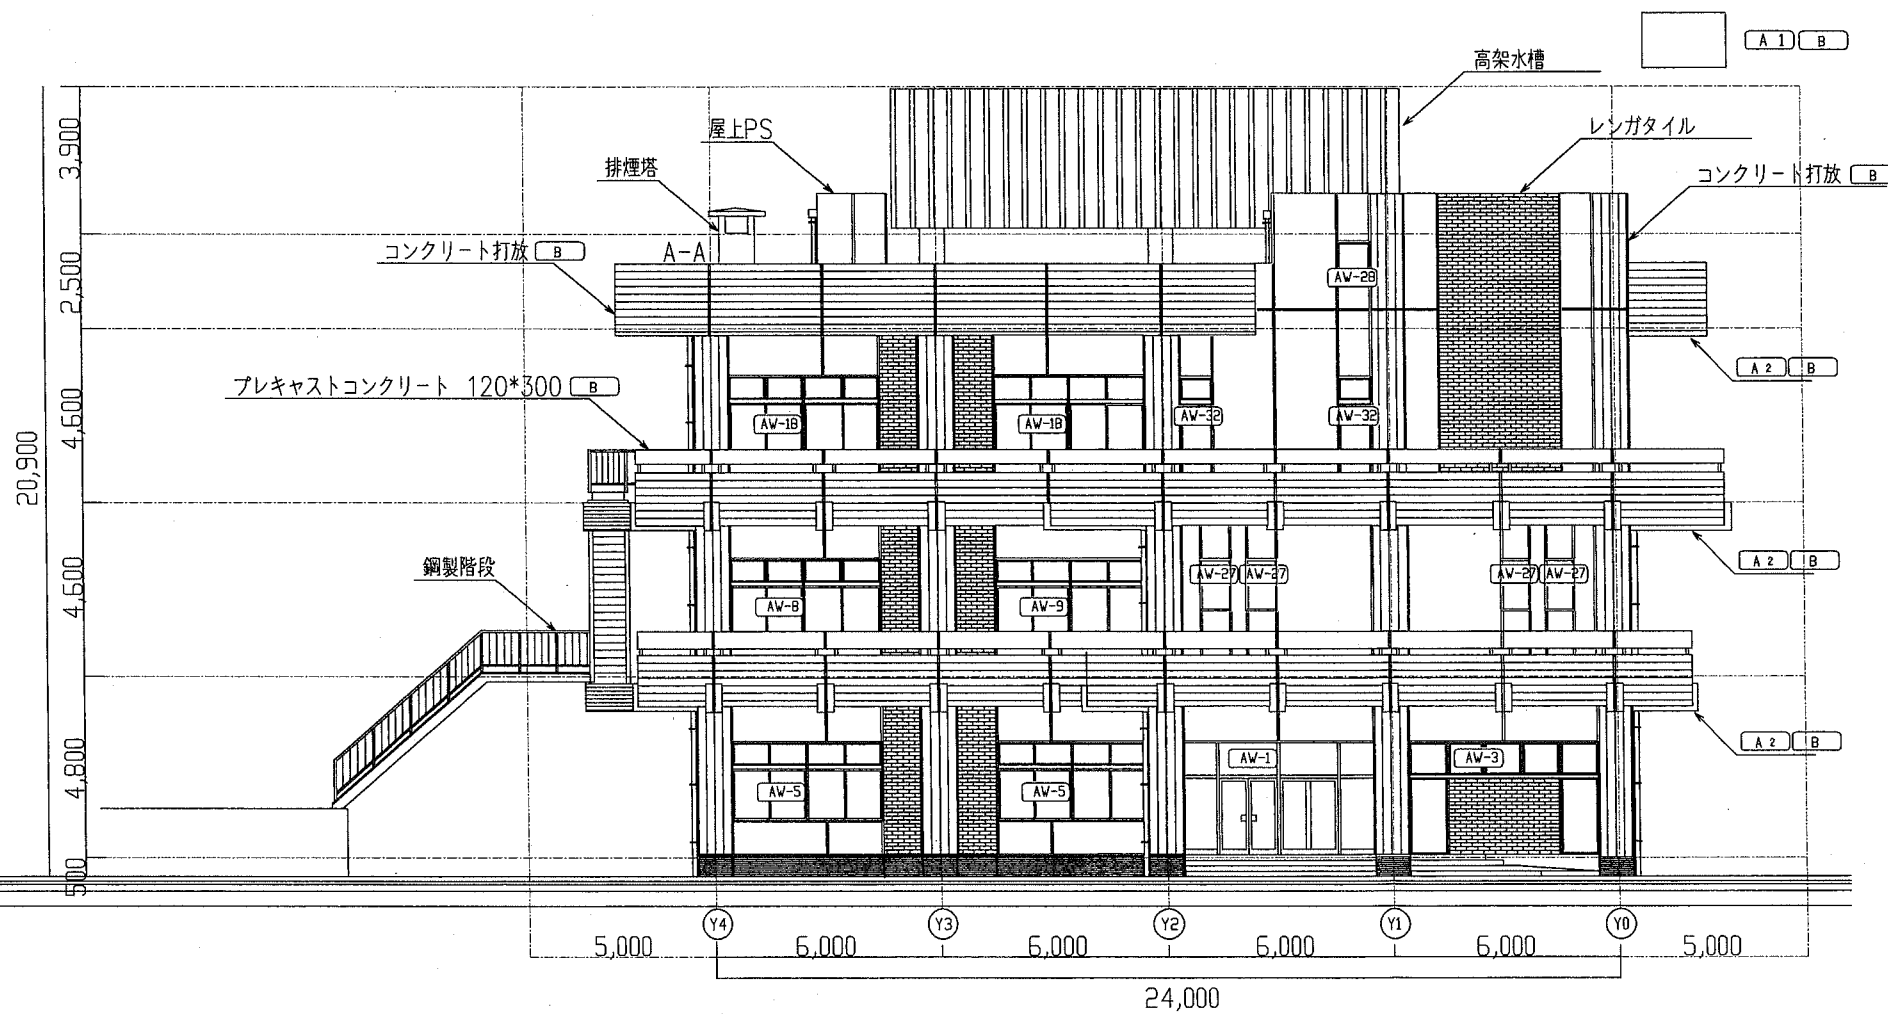 A1 B
高架水槽
屋上PS
レンガタイル
排煙塔
コンクリート打放 B
コンクリート打放 B
A-A
AW-28
A2 B
プレキャストコンクリート 120*300 B
AW-18
AW-18
AW-32
AW-32
A2 B
鋼製階段
AW-8
AW-9
AW-27
AW-27
AW-27
AW-27
A2 B
AW-5
AW-5
AW-1
AW-3
3,900
2,500
4,600
4,600
4,800
500
20,900
Y4
Y3
Y2
Y1
Y0
5,000
6,000
6,000
6,000
6,000
5,000
24,000